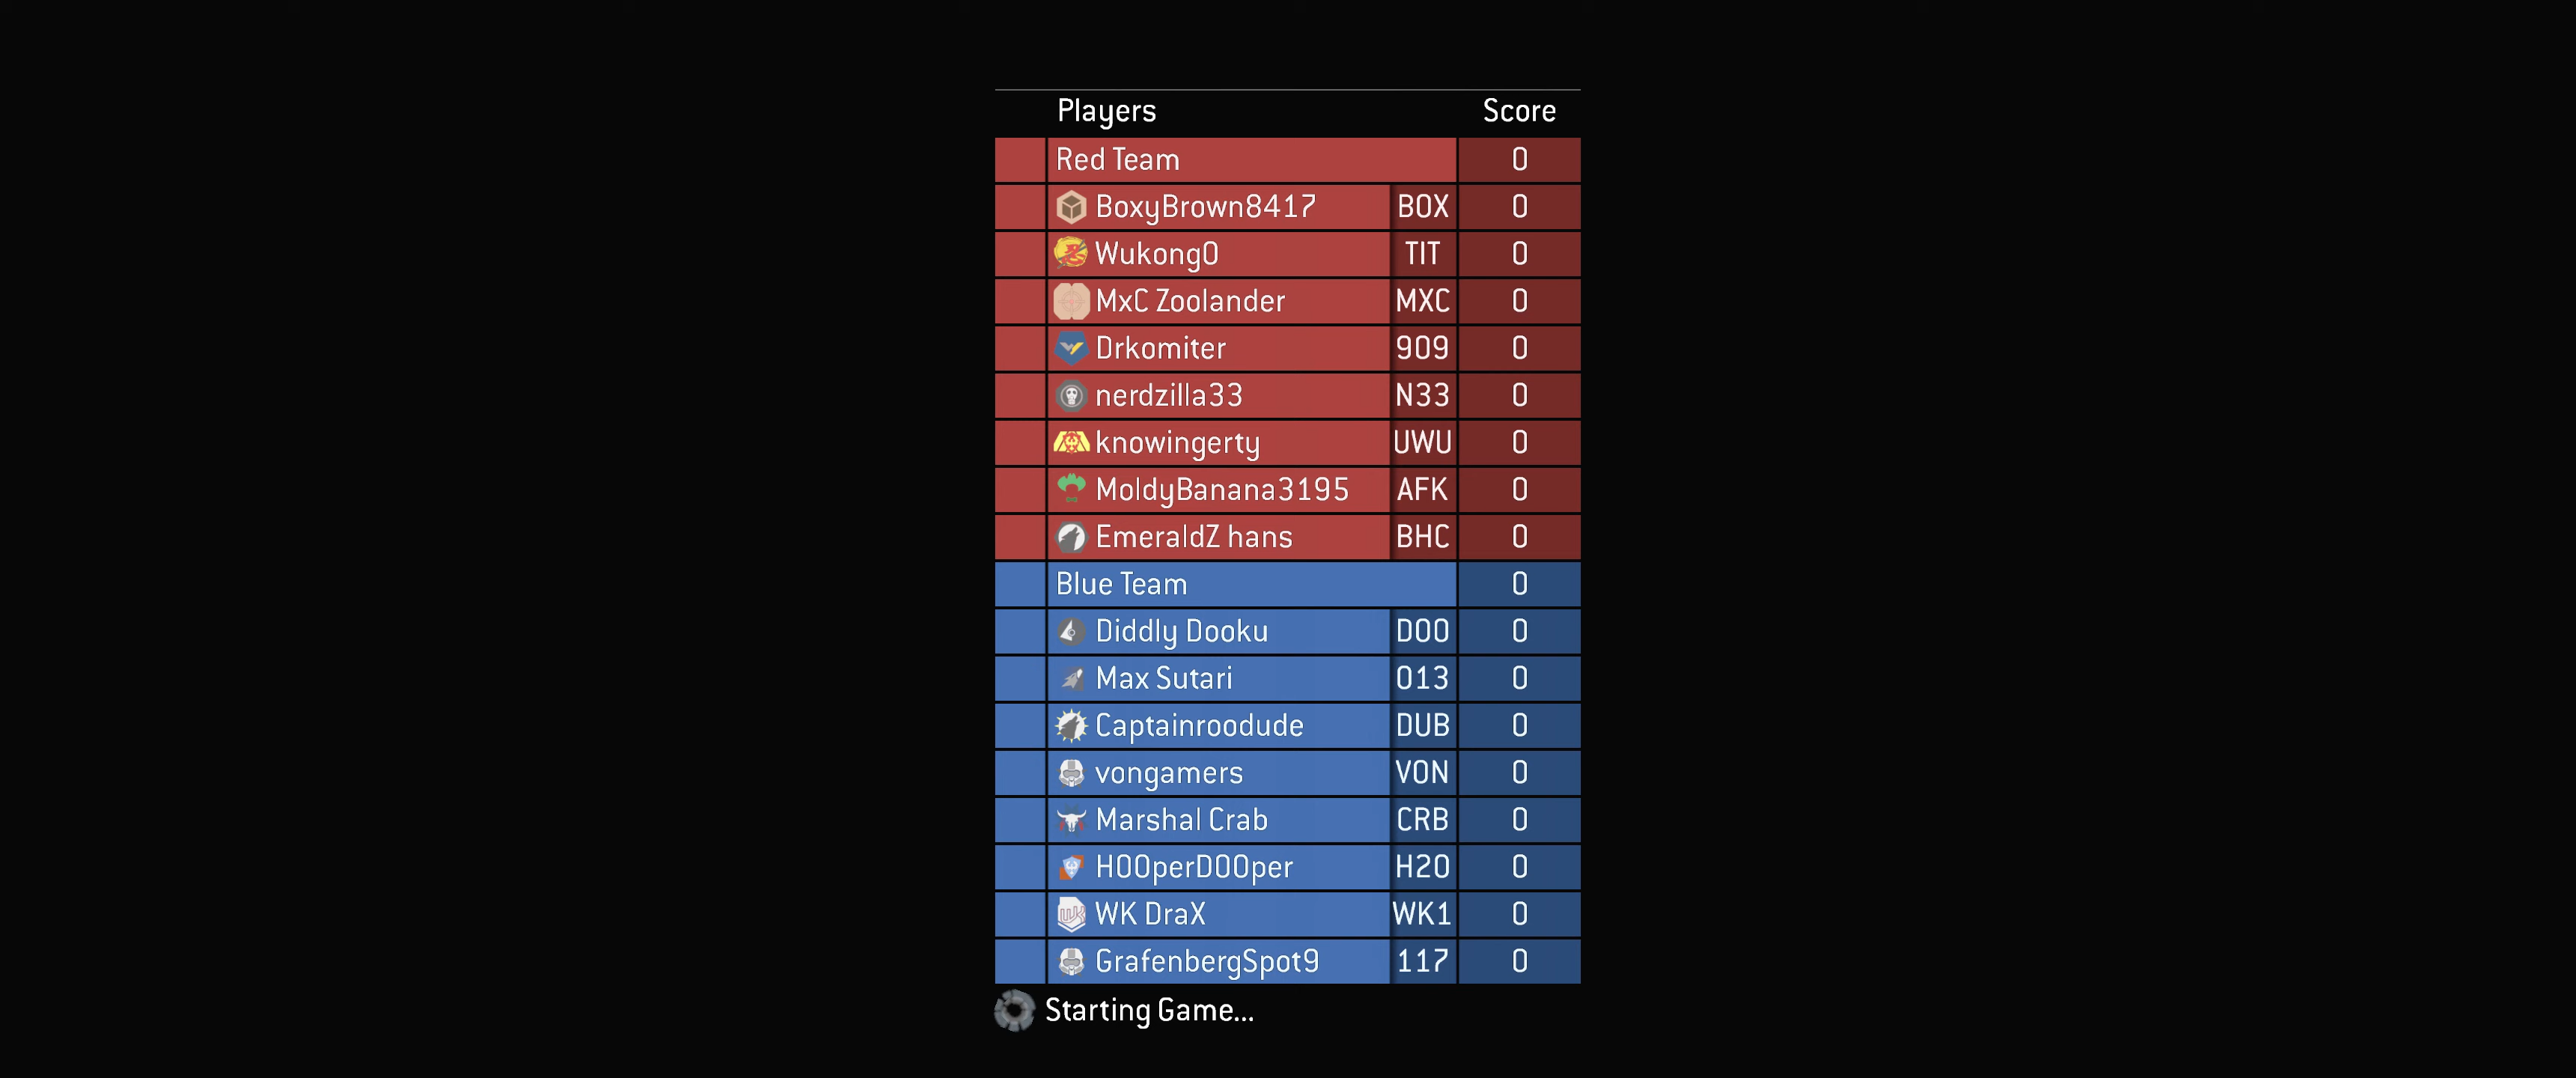 Players Score
Red Team 0
BoxyBrown8417 BOX 0
Wukong0 TIT 0
MxC Zoolander MXC 0
Drkomiter 909 0
nerdzilla33 N33 0
knowingerty UWU 0
MoldyBanana3195 AFK 0
EmeraldZ hans BHC 0
Blue Team 0
Diddly Dooku DOO 0
Max Sutari 013 0
Captainroodude DUB 0
vongamers VON 0
Marshal Crab CRB 0
H00perD00per H20 0
WK DraX WK1 0
GrafenbergSpot9 117 0
Starting Game...